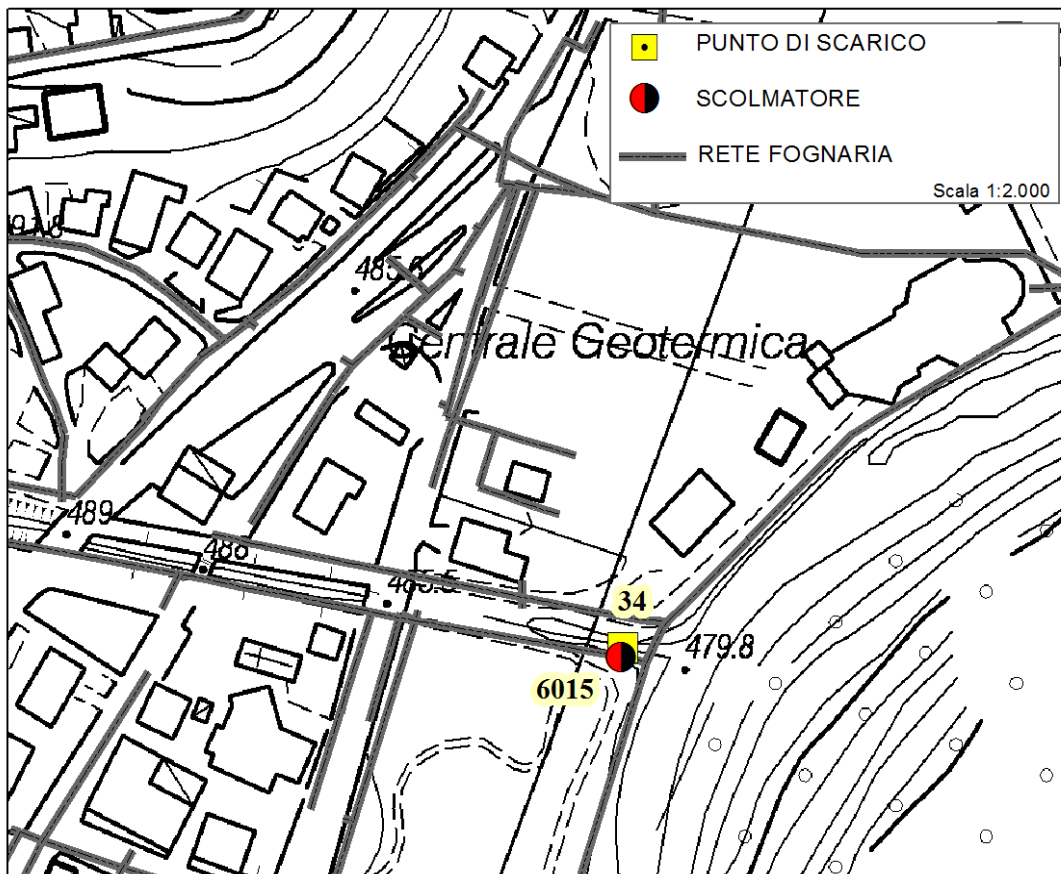 PUNTO DI SCARICO
SCOLMATORE
RETE FOGNARIA
Scala 1:2.000
485.6
Centrale Geotermica
489
486
485.5
34
479.8
6015